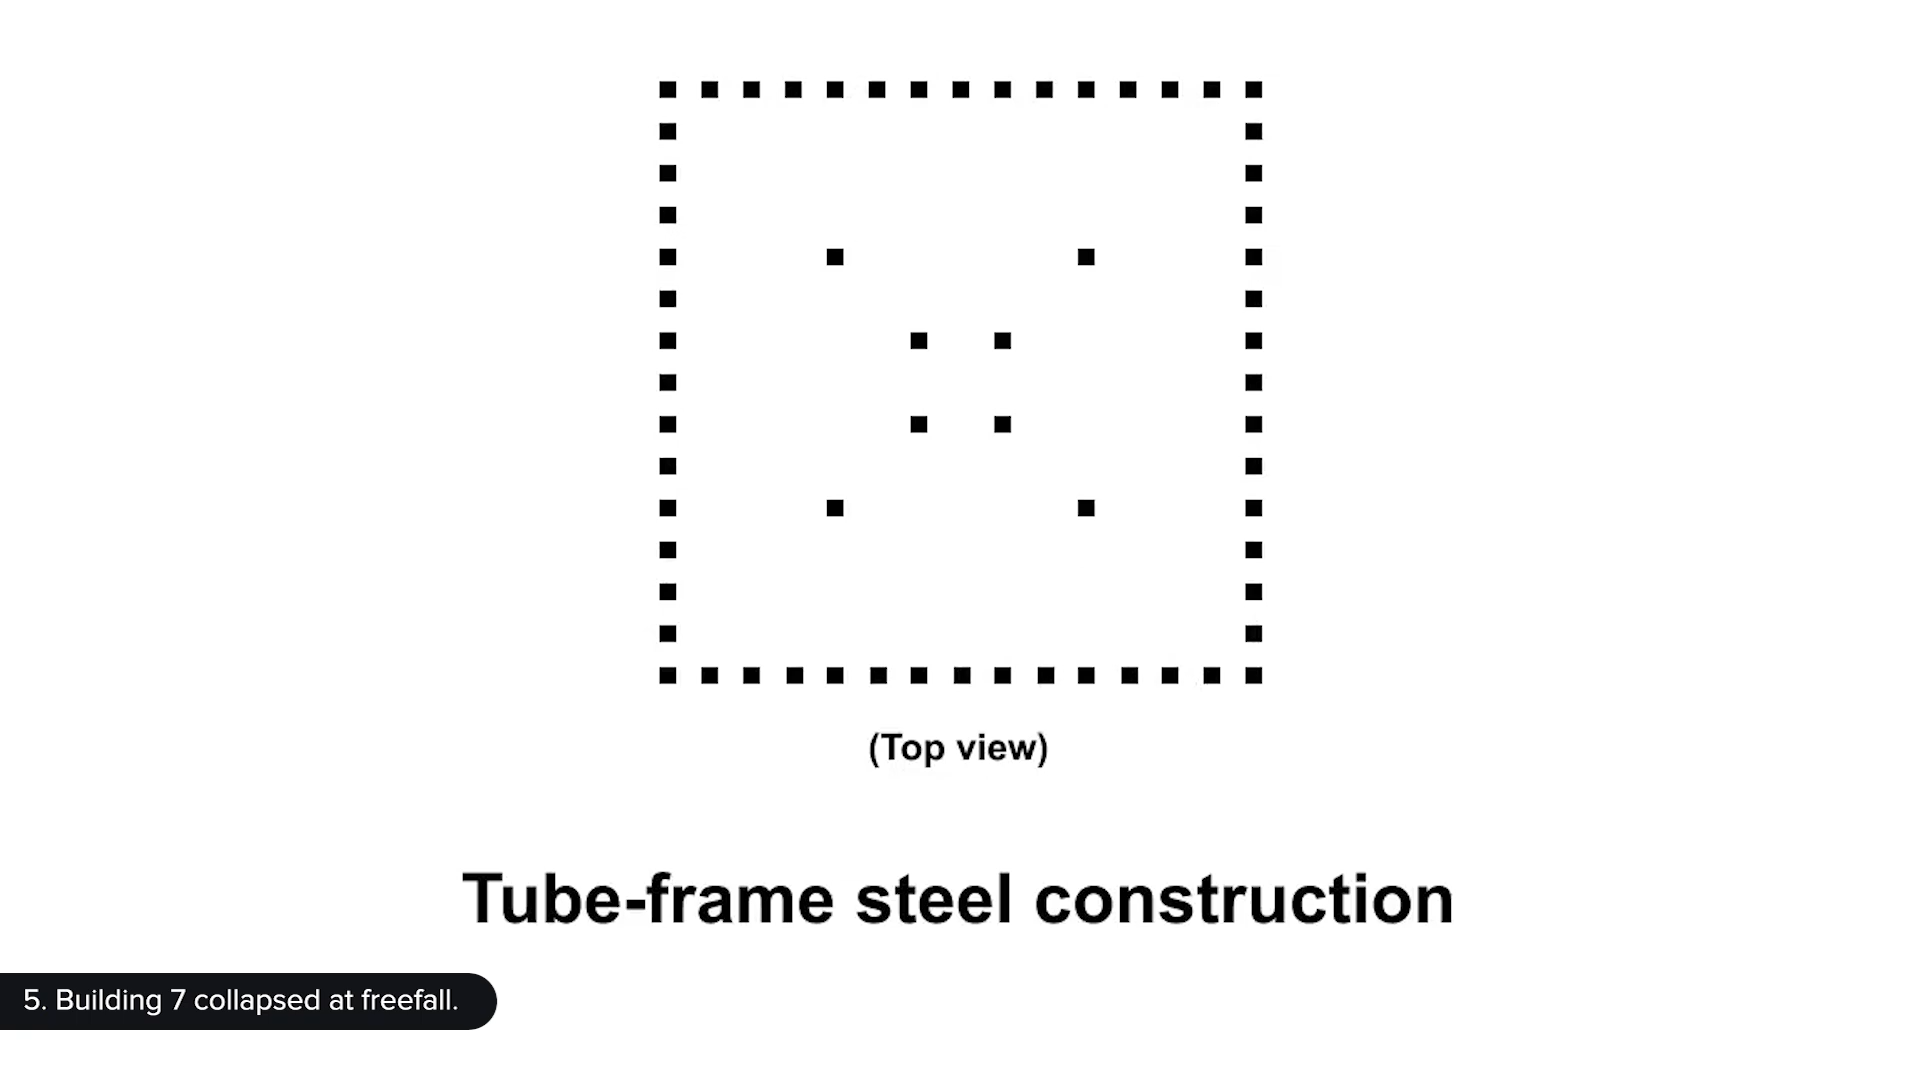 (Top view)
Tube-frame steel construction
5. Building 7 collapsed at freefall.